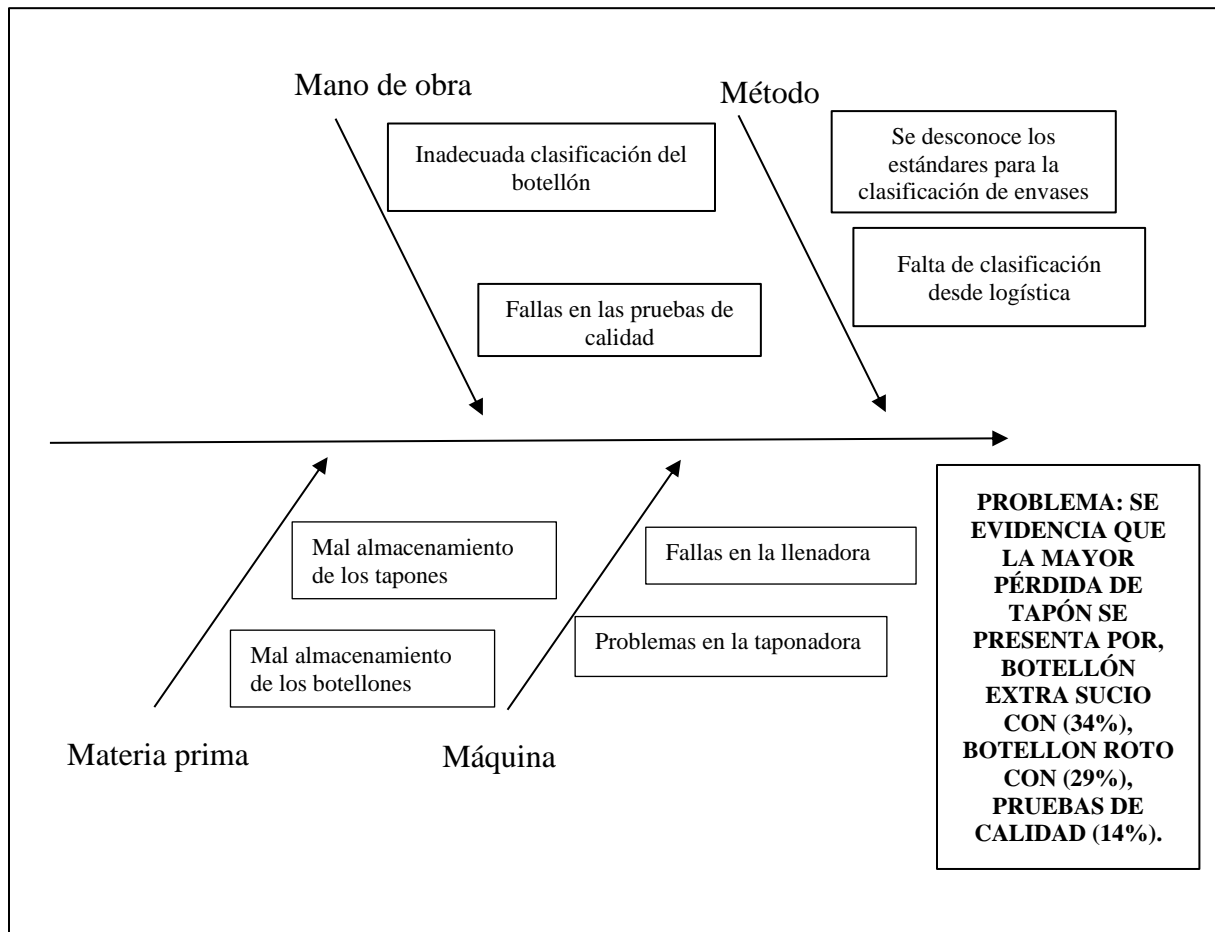 Mano de obra
Método
Inadecuada clasificación del
botellón
Se desconoce los
estándares para la
clasificación de envases
Falta de clasificación
desde logística
Fallas en las pruebas de
calidad
Mal almacenamiento
de los tapones
Fallas en la llenadora
Problemas en la taponadora
Mal almacenamiento
de los botellones
Materia prima
Máquina
PROBLEMA: SE
EVIDENCIA QUE
LA MAYOR
PÉRDIDA DE
TAPÓN SE
PRESENTA POR,
BOTELLÓN
EXTRA SUCIO
CON (34%),
BOTELLON ROTO
CON (29%),
PRUEBAS DE
CALIDAD (14%).